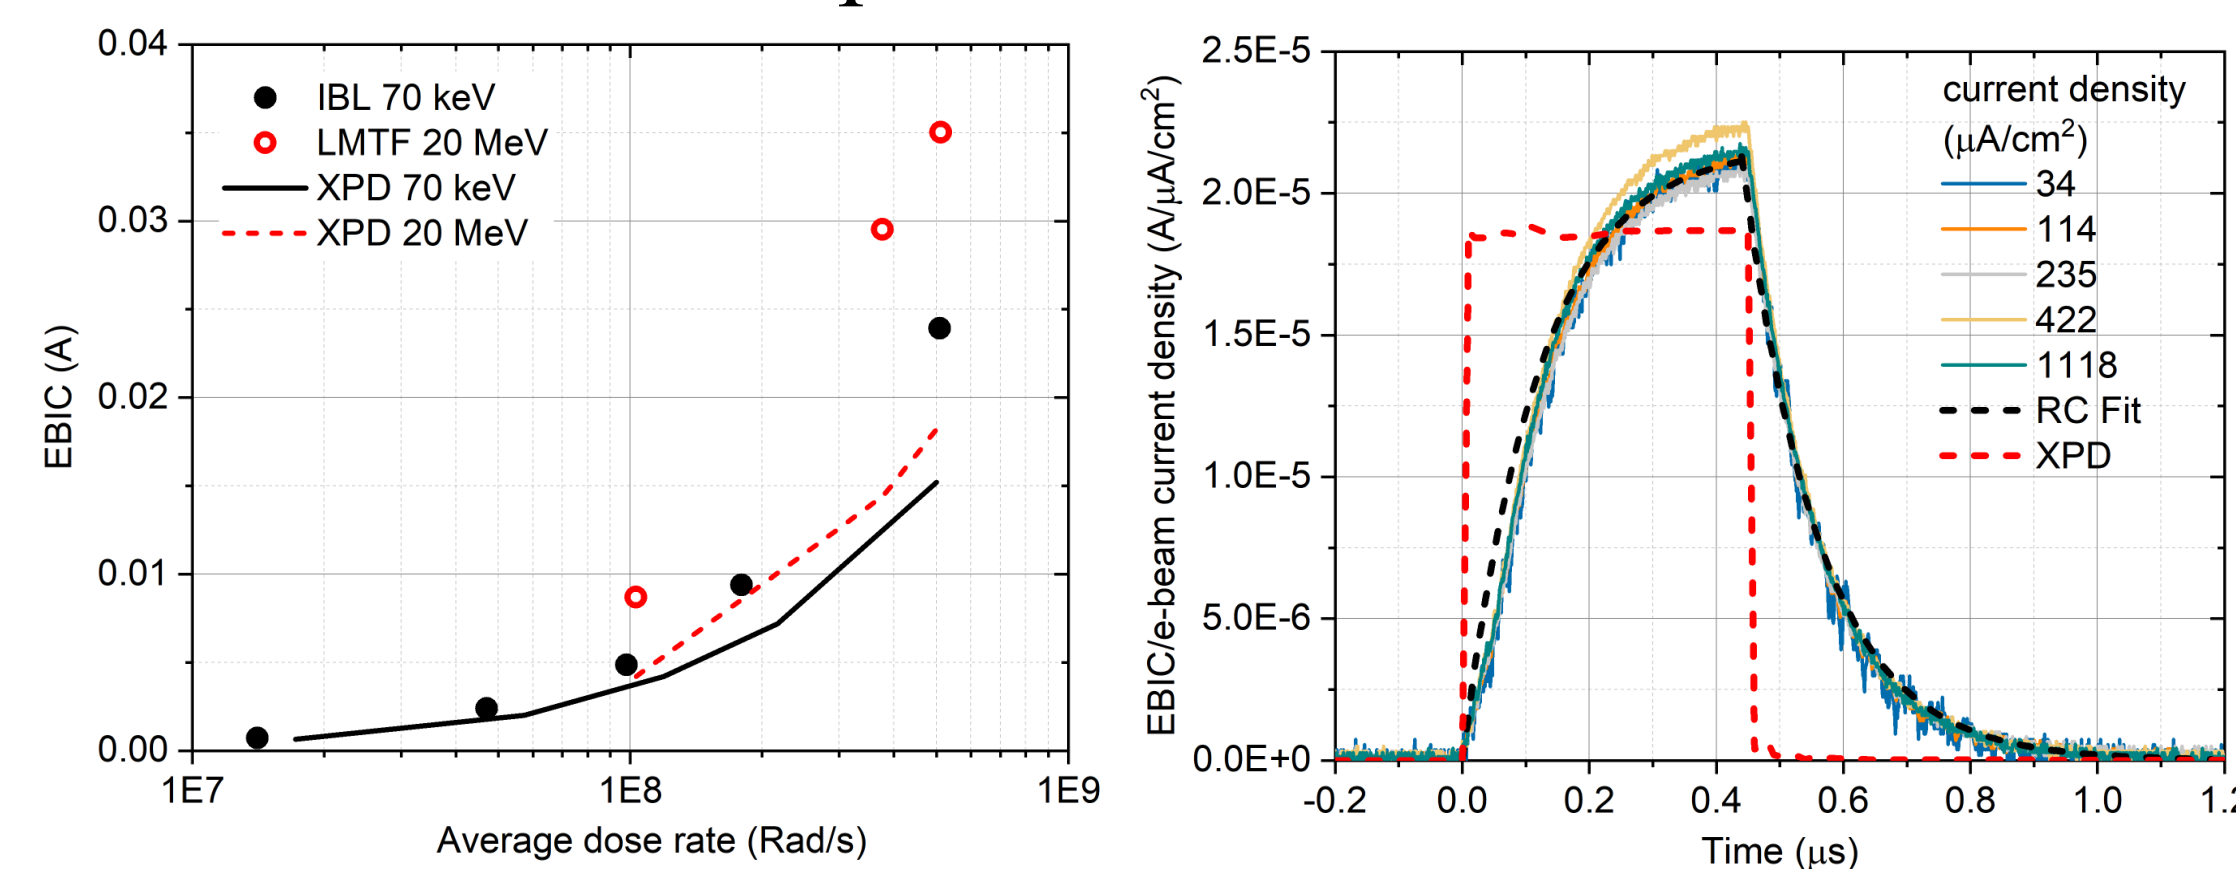 p
0.04
0.03
0.02
0.01
0.00
EBIC (A)
IBL 70 keV
LMTF 20 MeV
XPD 70 keV
XPD 20 MeV
1E7 1E8 1E9
Average dose rate (Rad/s)
2.5E-5
2.0E-5
1.5E-5
1.0E-5
5.0E-6
0.0E+0
EBIC/e-beam current density (A/μA/cm²)
current density
(μA/cm²)
34
114
235
422
1118
RC Fit
XPD
-0.2 0.0 0.2 0.4 0.6 0.8 1.0 1.2
Time (μs)